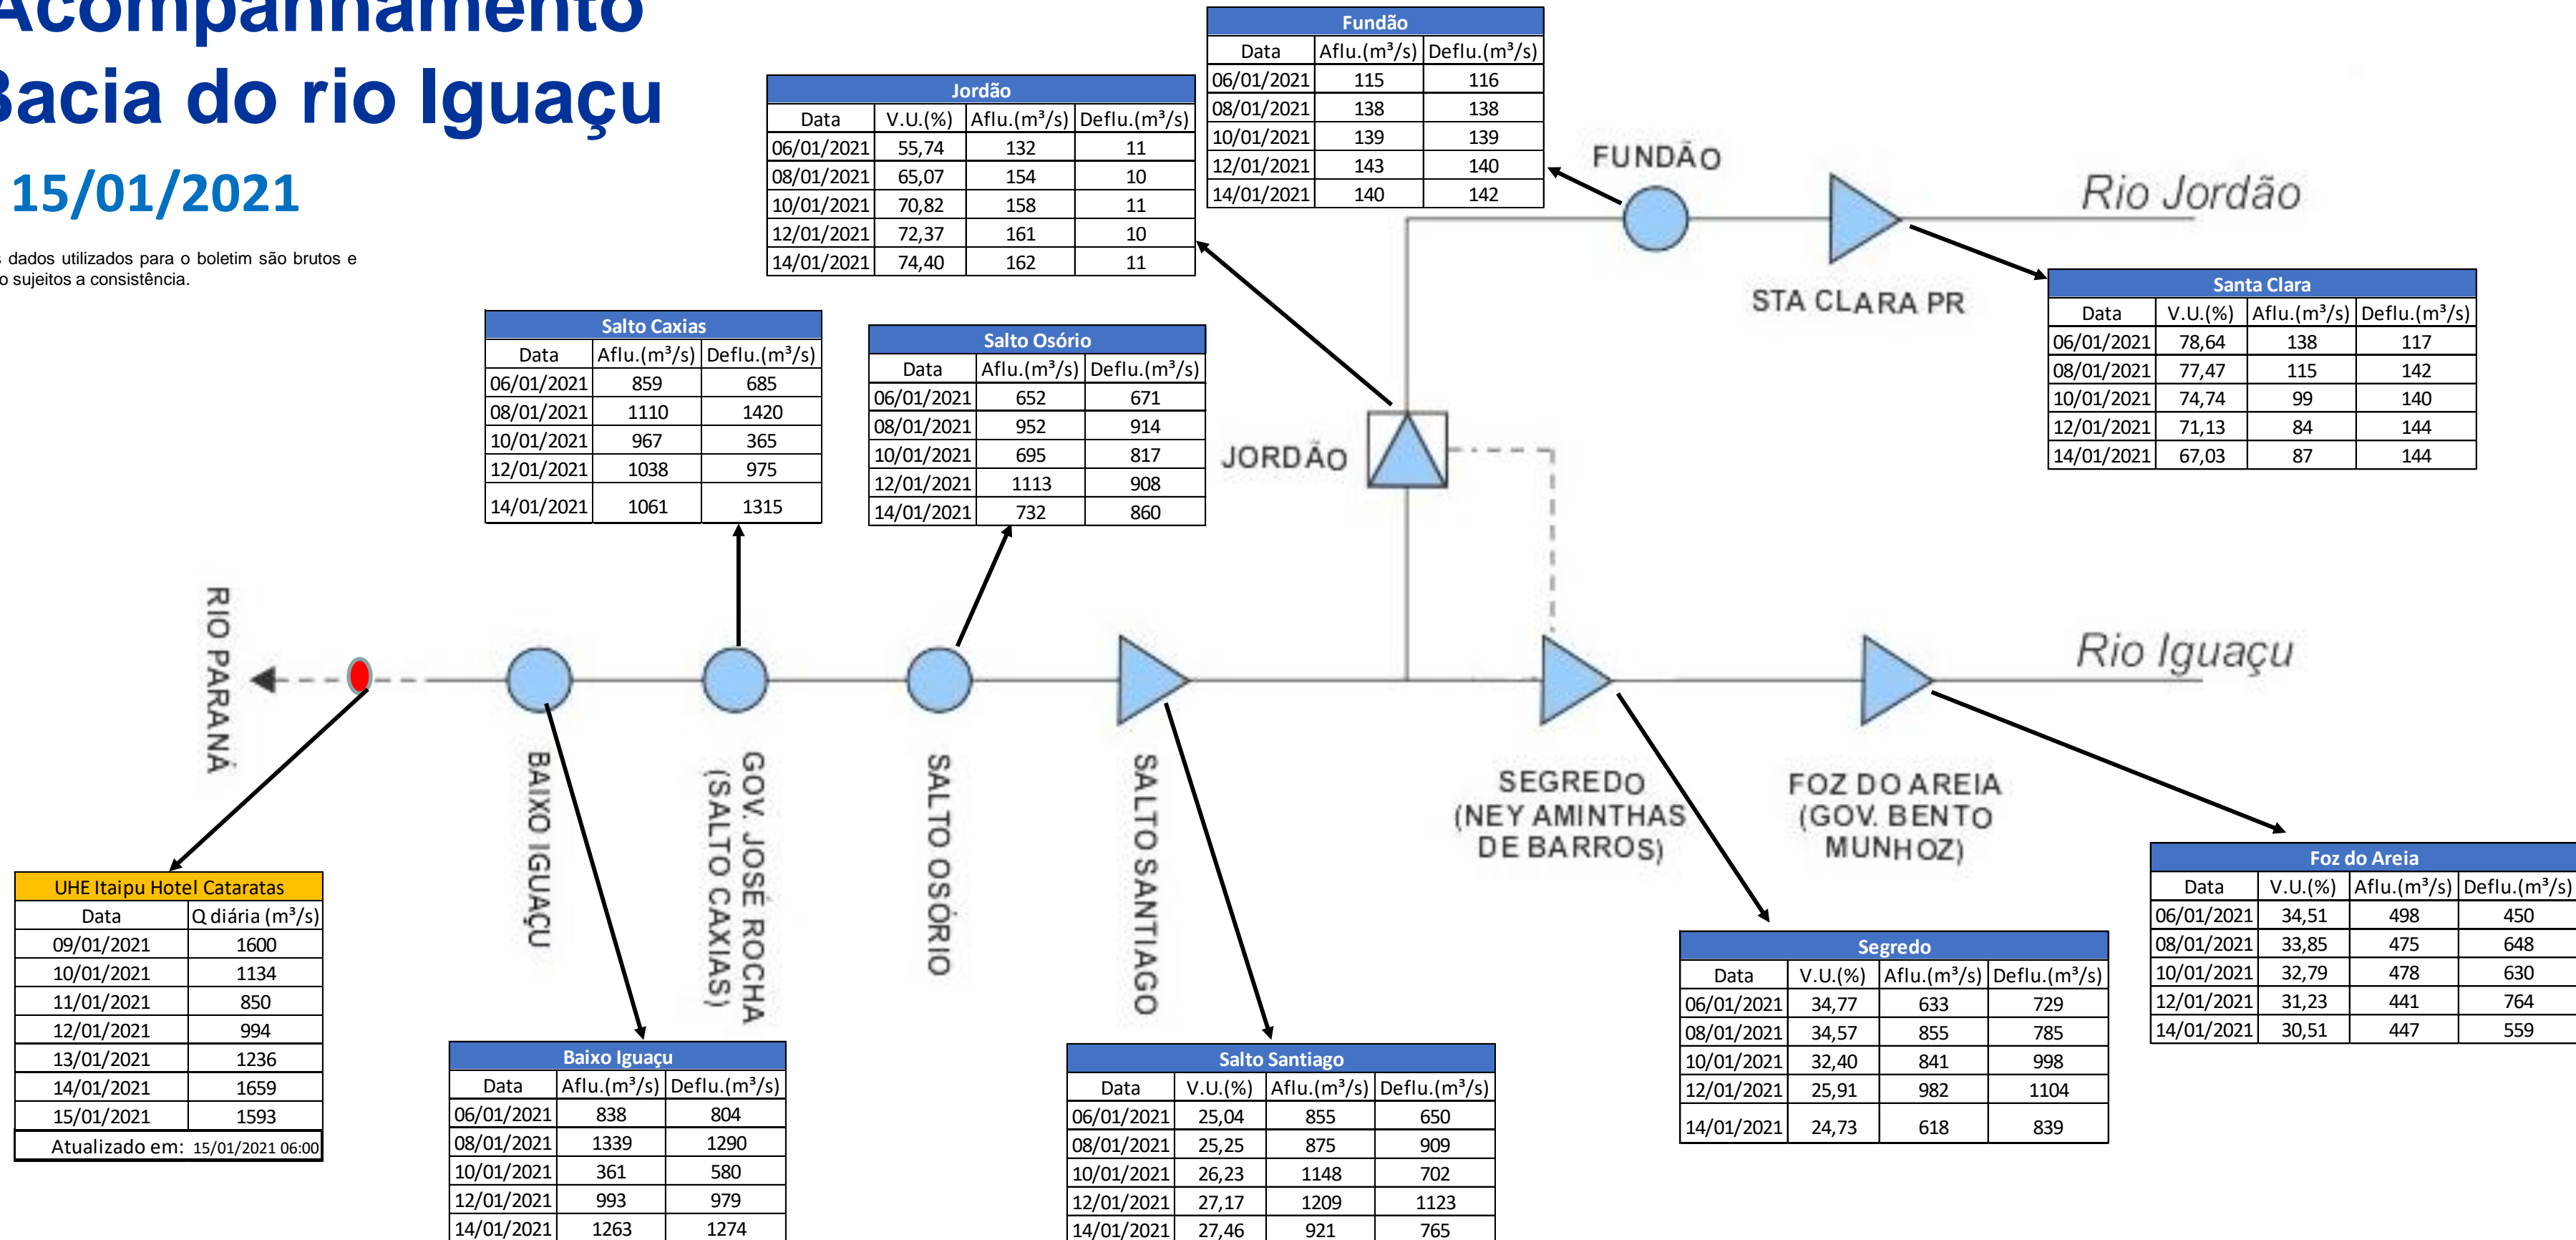 Acompanhamento
Bacia do rio Iguaçu
15/01/2021
dados utilizados para o boletim são brutos e
sujeitos a consistência.
Fundão
Data Aflu.(m³/s) Deflu.(m³/s)
06/01/2021 115 116
08/01/2021 138 138
10/01/2021 139 139
12/01/2021 143 140
14/01/2021 140 142
Jordão
Data V.U.(%) Aflu.(m³/s) Deflu.(m³/s)
06/01/2021 55,74 132 11
08/01/2021 65,07 154 10
10/01/2021 70,82 158 11
12/01/2021 72,37 161 10
14/01/2021 74,40 162 11
FUNDÃO
Rio Jordão
STA CLARA PR
Santa Clara
Data V.U.(%) Aflu.(m³/s) Deflu.(m³/s)
06/01/2021 78,64 138 117
08/01/2021 77,47 115 142
10/01/2021 74,74 99 140
12/01/2021 71,13 84 144
14/01/2021 67,03 87 144
Salto Caxias
Data Aflu.(m³/s) Deflu.(m³/s)
06/01/2021 859 685
08/01/2021 1110 1420
10/01/2021 967 365
12/01/2021 1038 975
14/01/2021 1061 1315
Salto Osório
Data Aflu.(m³/s) Deflu.(m³/s)
06/01/2021 652 671
08/01/2021 952 914
10/01/2021 695 817
12/01/2021 1113 908
14/01/2021 732 860
JORDÃO
RIO PARANÁ
Rio Iguaçu
BAIXO IGUAÇU
GOV. JOSÉ ROCHA
(SALTO CAXIAS)
SALTO OSÓRIO
SALTO SANTIAGO
SEGREDO
(NEY AMINTHAS
DE BARROS)
FOZ DO AREIA
(GOV. BENTO
MUNHOZ)
UHE Itaipu Hotel Cataratas
Data Q diária (m³/s)
09/01/2021 1600
10/01/2021 1134
11/01/2021 850
12/01/2021 994
13/01/2021 1236
14/01/2021 1659
15/01/2021 1593
Atualizado em: 15/01/2021 06:00
Baixo Iguaçu
Data Aflu.(m³/s) Deflu.(m³/s)
06/01/2021 838 804
08/01/2021 1339 1290
10/01/2021 361 580
12/01/2021 993 979
14/01/2021 1263 1274
Salto Santiago
Data V.U.(%) Aflu.(m³/s) Deflu.(m³/s)
06/01/2021 25,04 855 650
08/01/2021 25,25 875 909
10/01/2021 26,23 1148 702
12/01/2021 27,17 1209 1123
14/01/2021 27,46 921 765
Segredo
Data V.U.(%) Aflu.(m³/s) Deflu.(m³/s)
06/01/2021 34,77 633 729
08/01/2021 34,57 855 785
10/01/2021 32,40 841 998
12/01/2021 25,91 982 1104
14/01/2021 24,73 618 839
Foz do Areia
Data V.U.(%) Aflu.(m³/s) Deflu.(m³/s)
06/01/2021 34,51 498 450
08/01/2021 33,85 475 648
10/01/2021 32,79 478 630
12/01/2021 31,23 441 764
14/01/2021 30,51 447 559